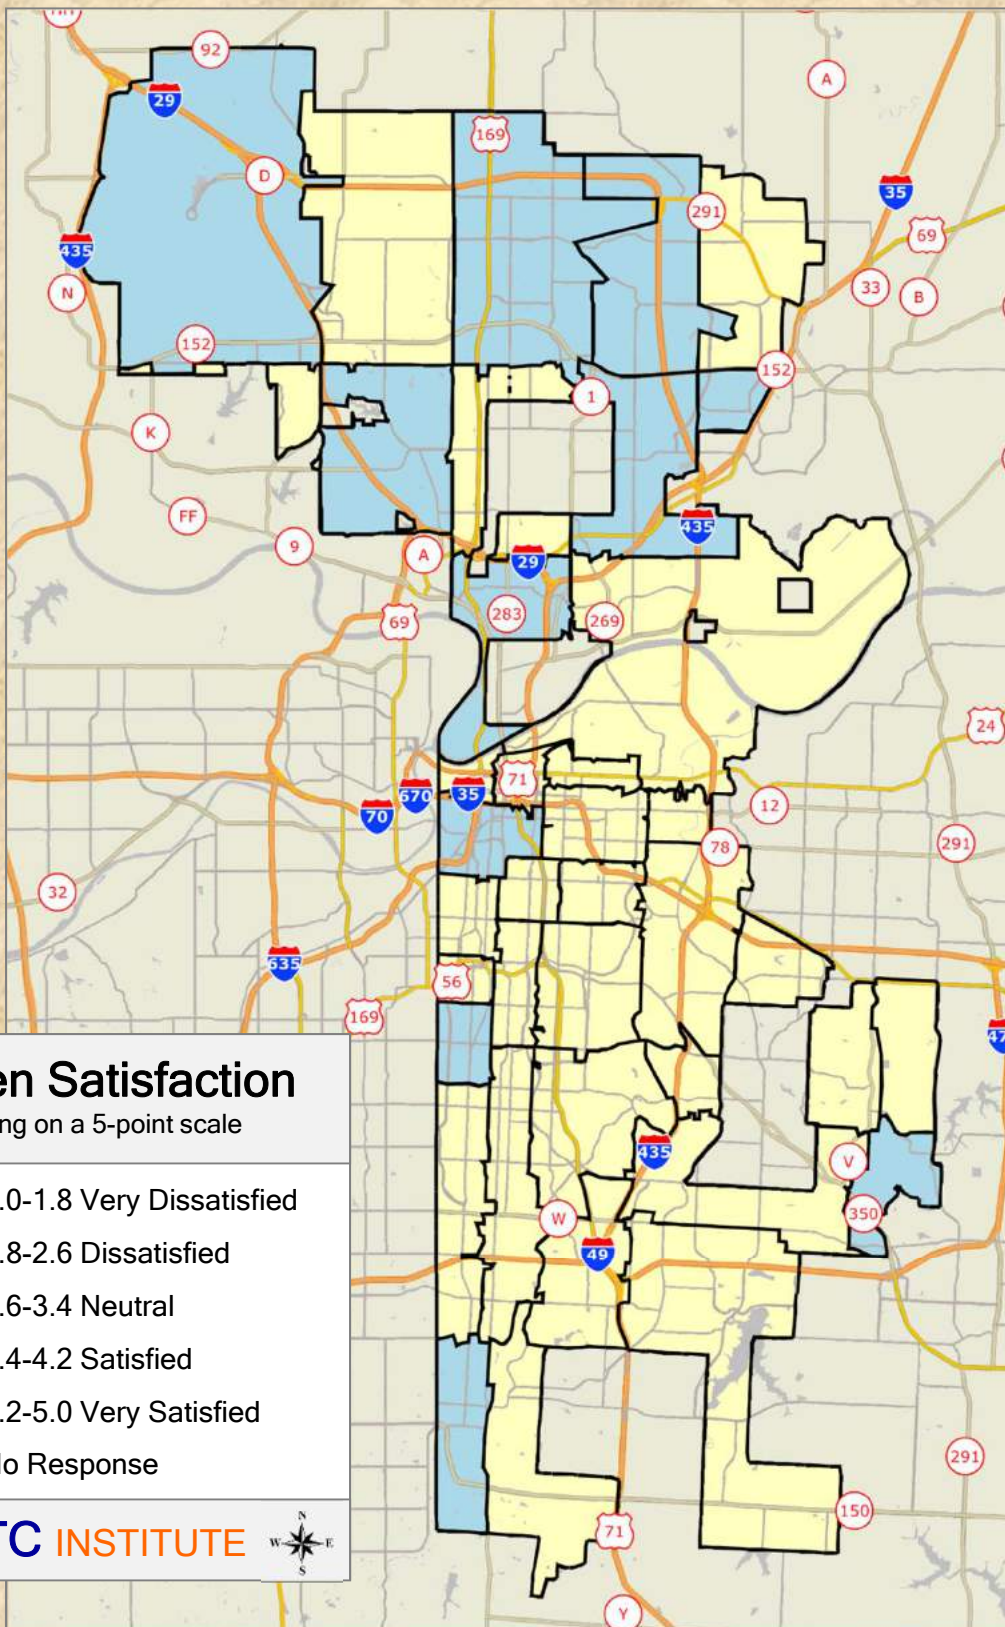 92
29
169
A
D
291
35
69
435
N
33
B
152
152
1
K
FF
9
A
435
29
283
269
69
24
71
670
35
70
12
78
291
32
635
56
169
47
en Satisfaction
ng on a 5-point scale
.0-1.8 Very Dissatisfied
.8-2.6 Dissatisfied
.6-3.4 Neutral
.4-4.2 Satisfied
.2-5.0 Very Satisfied
o Response
TC INSTITUTE
N
W E
S
435
V
350
W
49
291
150
71
Y